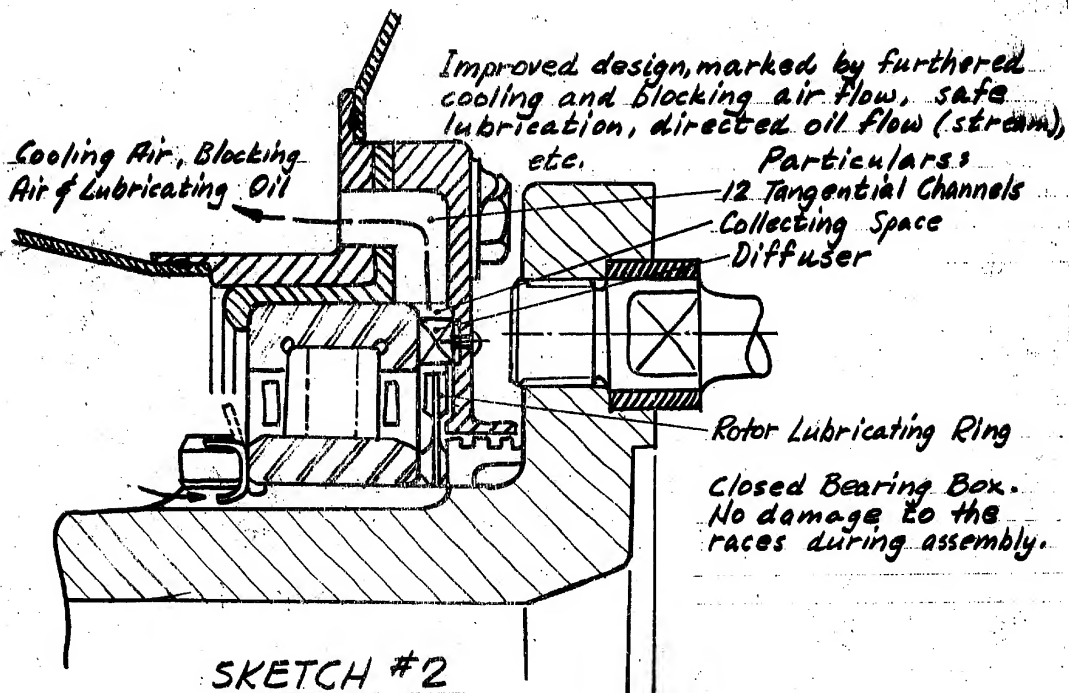 Improved design, marked by furthered
cooling and blocking air flow, safe
lubrication, directed oil flow (stream),
etc.
Cooling Air, Blocking
Air & Lubricating Oil
Particulars:
12 Tangential Channels
Collecting Space
Diffuser
Rotor Lubricating Ring
Closed Bearing Box.
No damage to the
races during assembly.
SKETCH #2